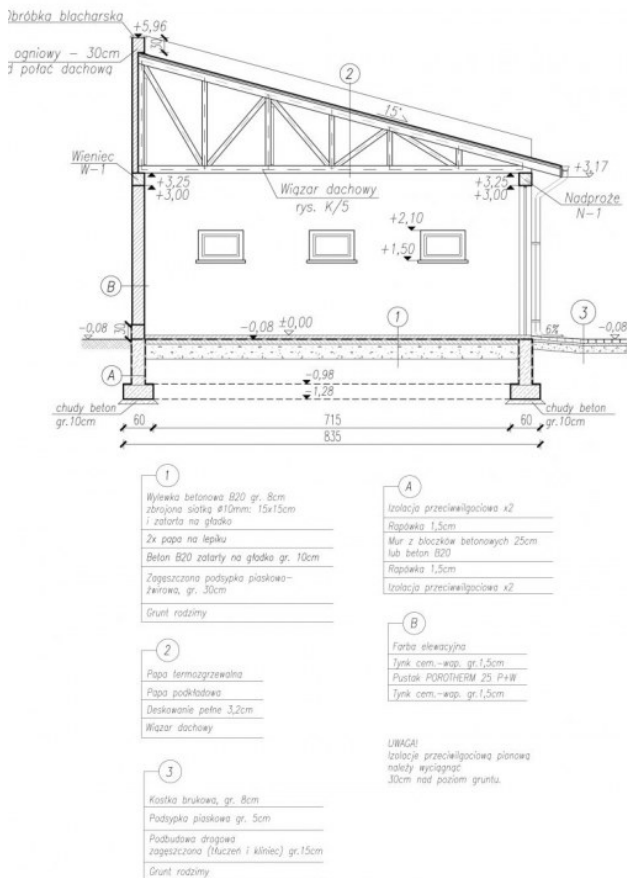 Obróbka blacharska
+5,96
30
ogniowy – 30cm
d połać dachową
2
15°
Wieniec
W-1
+3,25
+3,00
Wiązar dachowy
rys. K/5
+3,25
+3,00
+3,17
Nadproże
N-1
+2,10
+1,50
B
1
3
-0,08
30
-0,08
±0,00
6%
-0,08
A
-0,98
-1,28
chudy beton
gr.10cm
60
715
60
chudy beton
gr.10cm
835
1
Wylewka betonowa B20 gr. 8cm
zbrojona siatką #10mm: 15x15cm
i zatarta na gładko
2x papa na lepiku
Beton B20 zatarty na gładko gr. 10cm
Zagęszczona podsypka piaskowo-
żwirowa, gr. 30cm
Grunt rodzimy
2
Papa termozgrzewalna
Papa podkładowa
Deskowanie pełne 3,2cm
Wiązar dachowy
3
Kostka brukowa, gr. 8cm
Podsypka piaskowa gr. 5cm
Podbudowa drogowa
zagęszczona (tłuczeń i kliniec) gr.15cm
Grunt rodzimy
A
Izolacja przeciwwilgociowa x2
Rapówka 1,5cm
Mur z bloczków betonowych 25cm
lub beton B20
Rapówka 1,5cm
Izolacja przeciwwilgociowa x2
B
Farba elewacyjna
Tynk cem.-wap. gr.1,5cm
Pustak POROTHERM 25 P+W
Tynk cem.-wap. gr.1,5cm
UWAGA!
Izolację przeciwwilgociową pionową
należy wyciągnąć
30cm nad poziom gruntu.